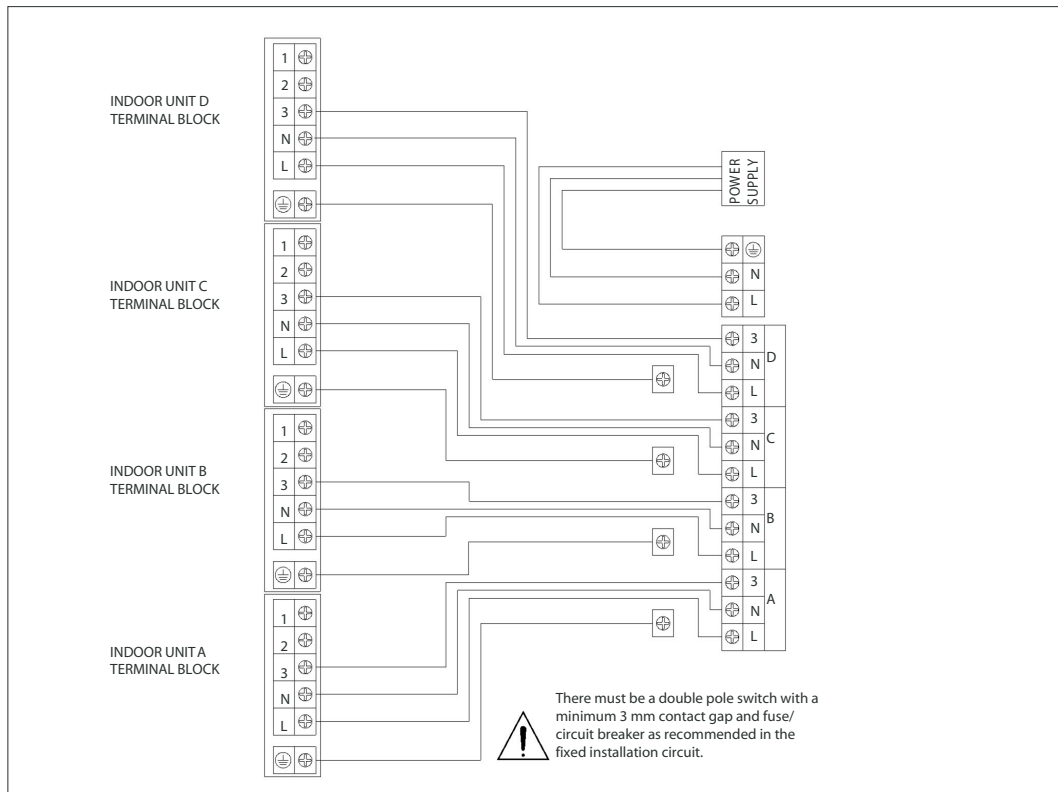 INDOOR UNIT D
TERMINAL BLOCK
1
2
3
N
L
INDOOR UNIT C
TERMINAL BLOCK
1
2
3
N
L
INDOOR UNIT B
TERMINAL BLOCK
1
2
3
N
L
INDOOR UNIT A
TERMINAL BLOCK
1
2
3
N
L
POWER
SUPPLY
N
L
3
N
L
D
3
N
L
C
3
N
L
B
3
N
L
A
There must be a double pole switch with a
minimum 3 mm contact gap and fuse/
circuit breaker as recommended in the
fixed installation circuit.